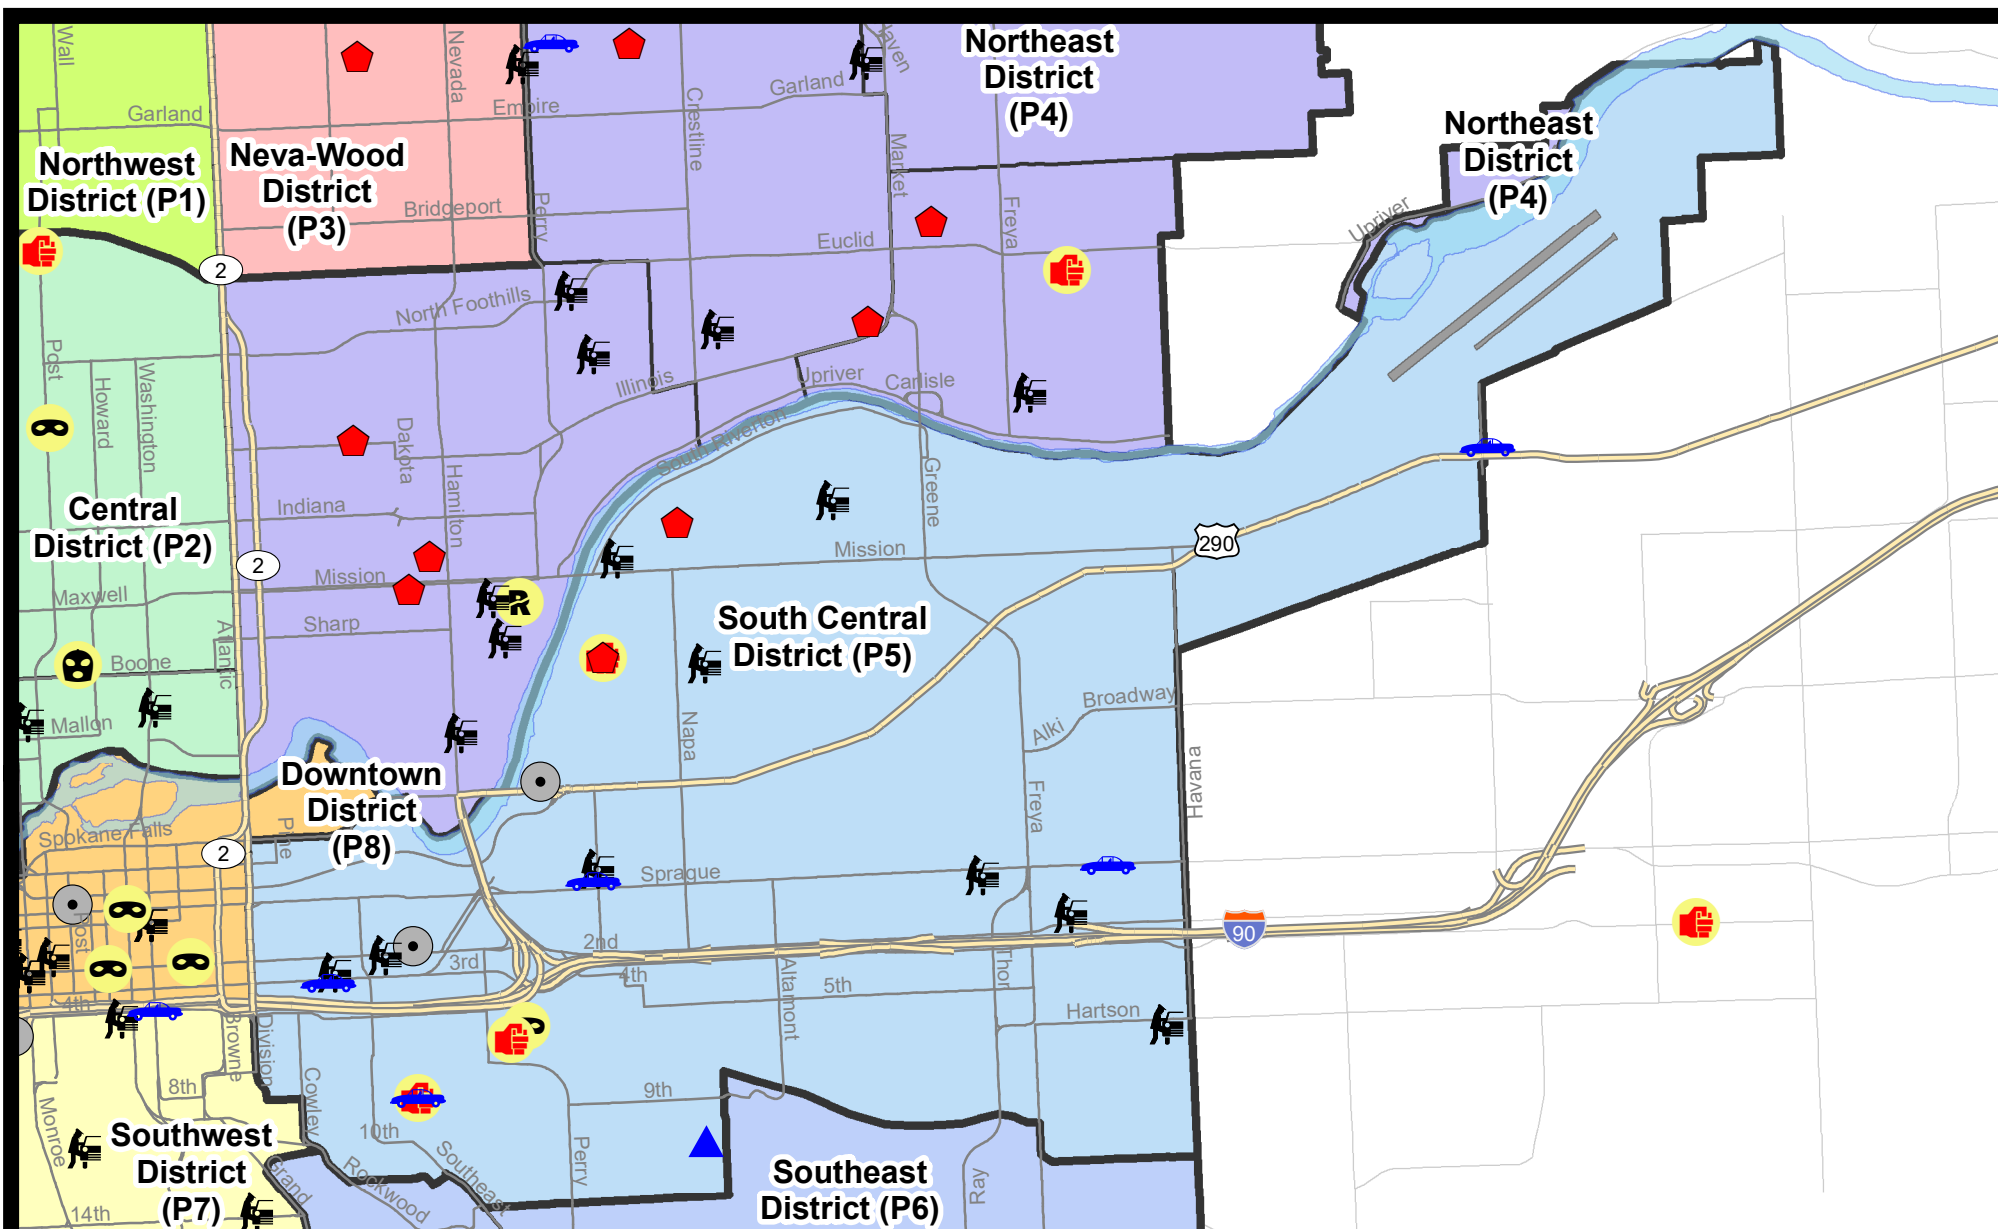 Wall
Nevada
Haven
Northeast
District
(P4)
Garland
Empire
Garland
Crestline
Northwest
District (P1)
Neva-Wood
District
(P3)
Northeast
District
(P4)
Market
Bridgeport
Perry
Euclid
Freya
Upriver
2
North Foothills
Post
Howard
Washington
Illinois
Upriver
Carlisle
South Riverton
Dakota
Hamilton
Greene
Central
District (P2)
Indiana
290
Mission
2
Mission
Maxwell
Sharp
Atlantic
South Central
District (P5)
Boone
Mallon
Napa
Broadway
Alki
Havana
Downtown
District
(P8)
Spokane Falls
Pine
2
Freya
Sprague
Post
2nd
3rd
4th
5th
90
Altamont
Thor
4th
Browne
Division
Hartson
8th
Cowley
9th
Monroe
10th
Southwest
District
(P7)
Grand
Rockwood
Southeast
Perry
Southeast
District (P6)
Ray
14th